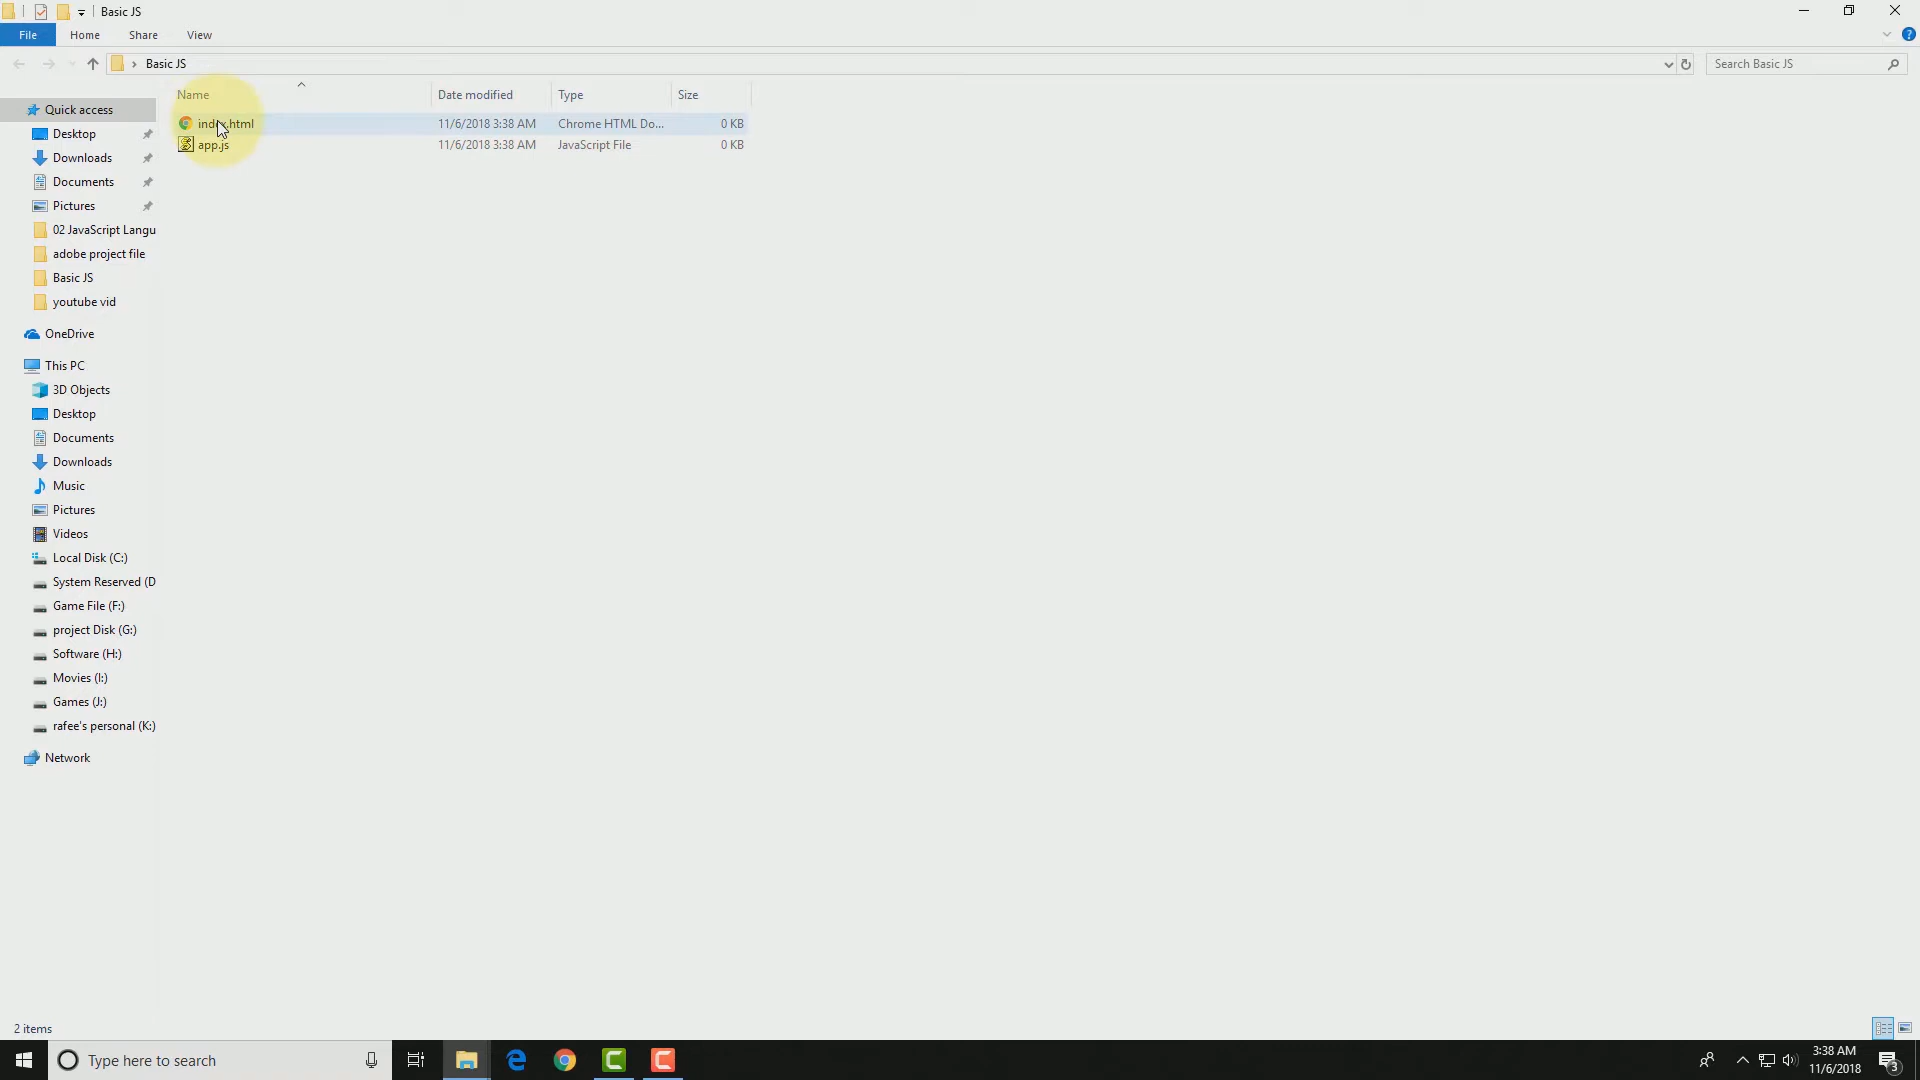 Basic JS
File Home Share View
Basic JS
Search Basic JS
Name Date modified Type Size
index.html 11/6/2018 3:38 AM Chrome HTML Do... 0 KB
app.js 11/6/2018 3:38 AM JavaScript File 0 KB
Quick access
Desktop
Downloads
Documents
Pictures
02 JavaScript Langu
adobe project file
Basic JS
youtube vid
OneDrive
This PC
3D Objects
Desktop
Documents
Downloads
Music
Pictures
Videos
Local Disk (C:)
System Reserved (D
Game File (F:)
project Disk (G:)
Software (H:)
Movies (I:)
Games (J:)
rafee's personal (K:)
Network
2 items
Type here to search
3:38 AM
11/6/2018
3